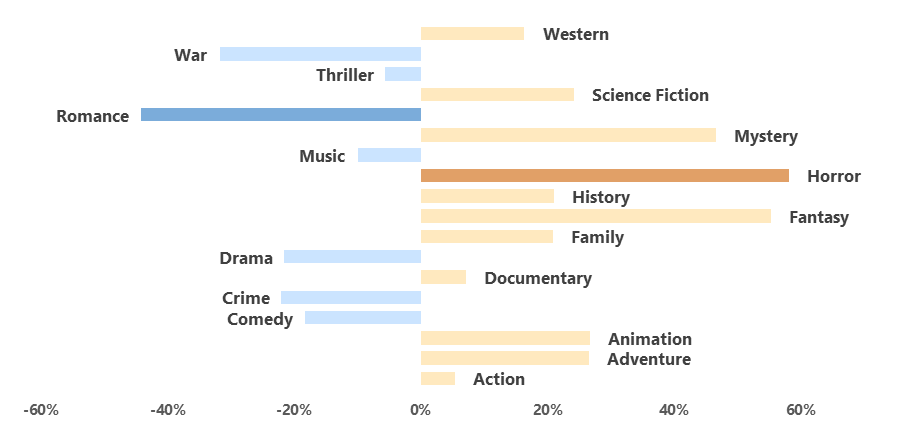 Western
War
Thriller
Science Fiction
Romance
Mystery
Music
Horror
History
Fantasy
Family
Drama
Documentary
Crime
Comedy
Animation
Adventure
Action
-60% -40% -20% 0% 20% 40% 60%